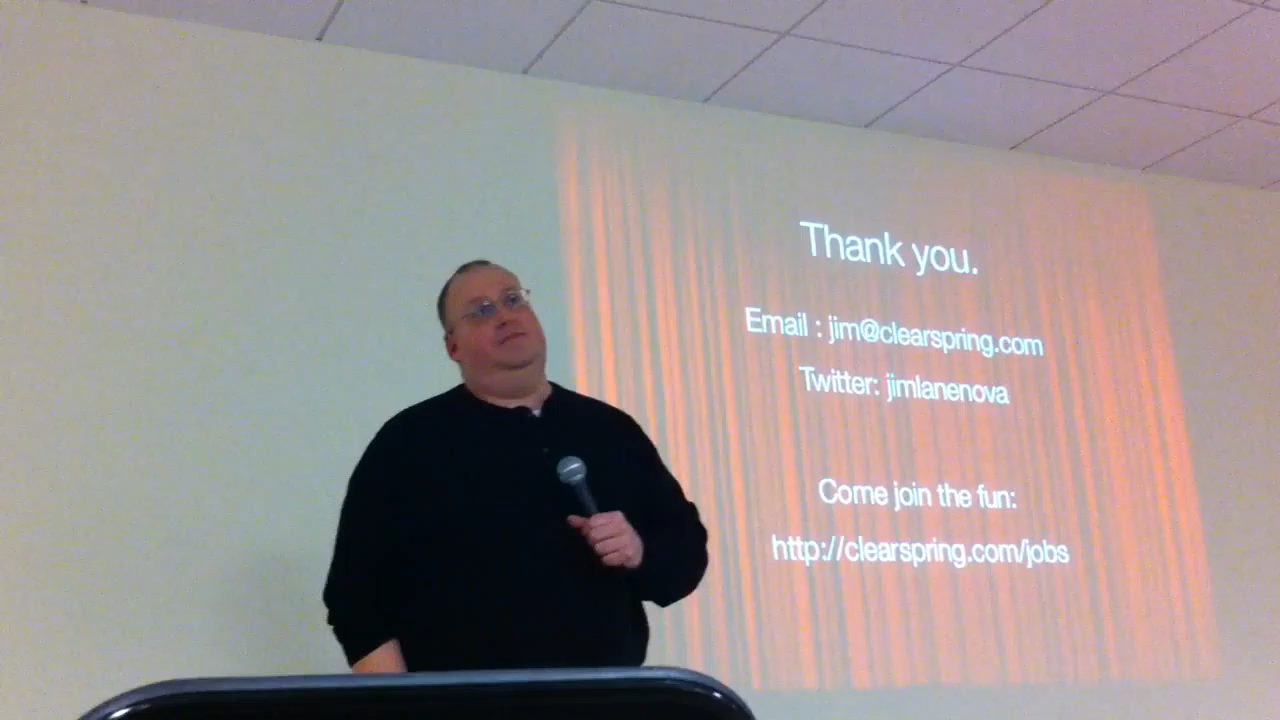 Thank you.
Email : jim@clearspring.com
Twitter: jimlanenova
Come join the fun:
http://clearspring.com/jobs